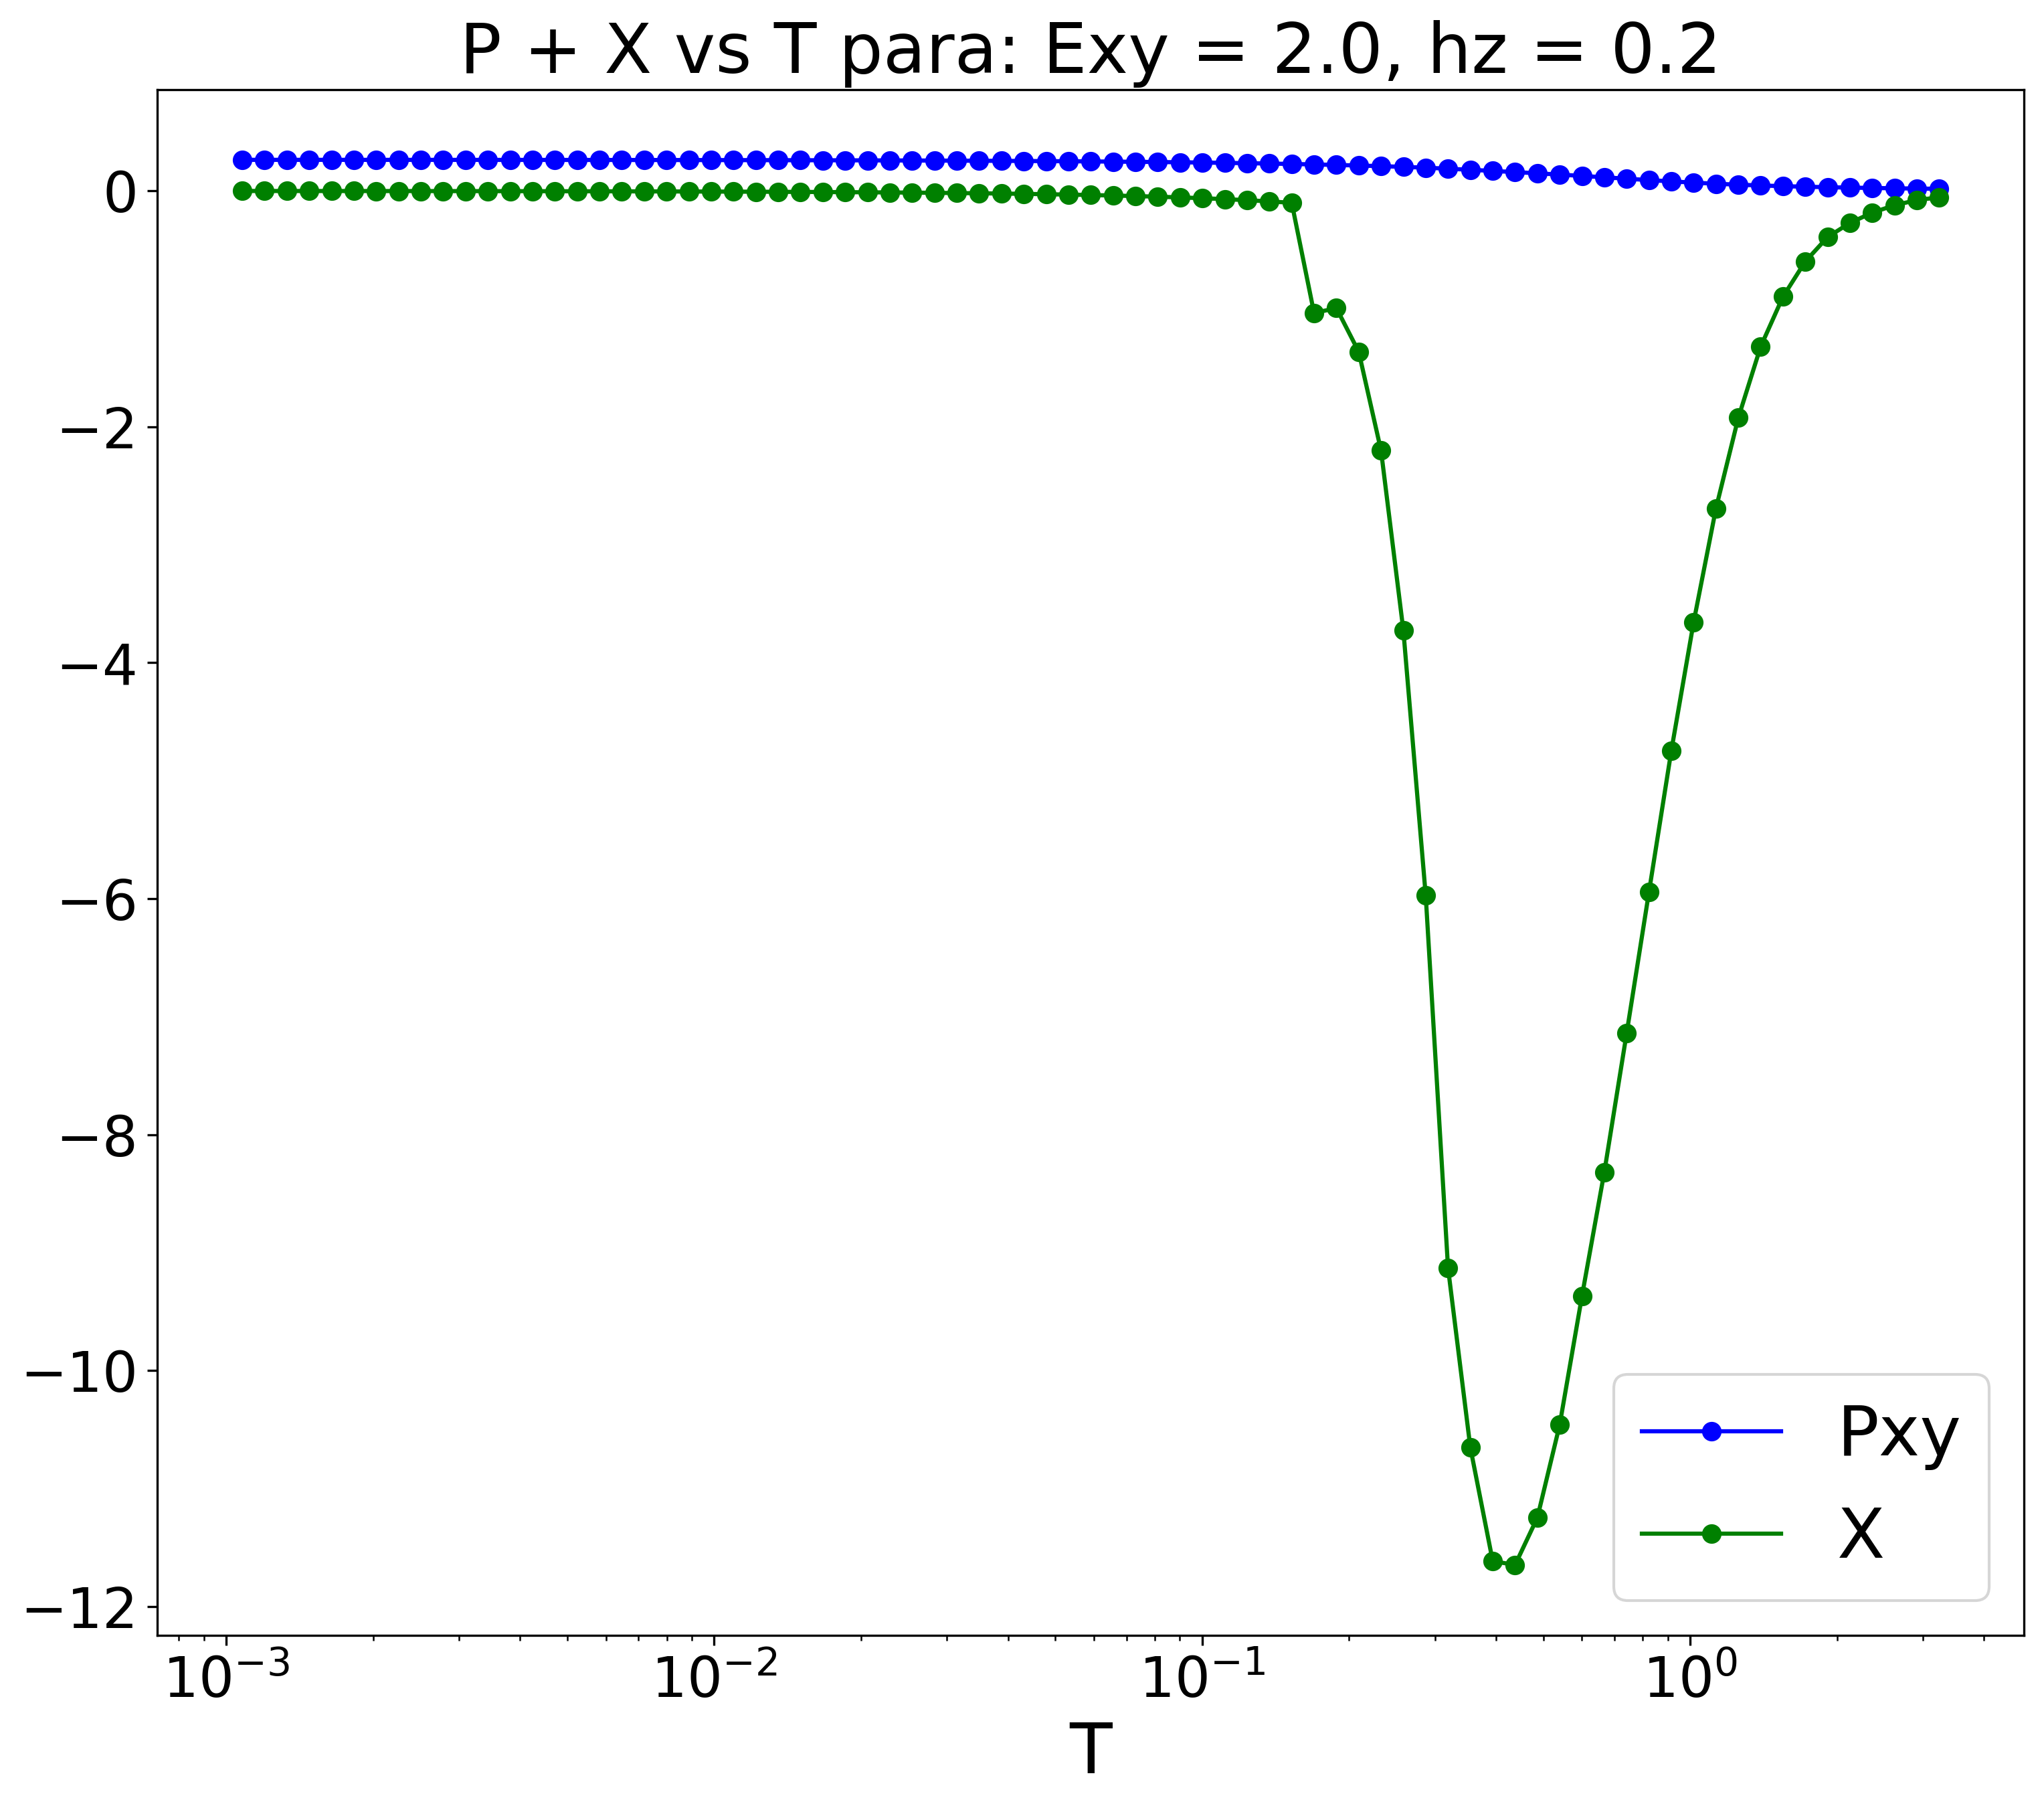 P + X vs T para: Exy = 2.0, hz = 0.2
0
−2
−4
−6
−8
−10
−12
10⁻³ 10⁻² 10⁻¹ 10⁰
T
Pxy
X